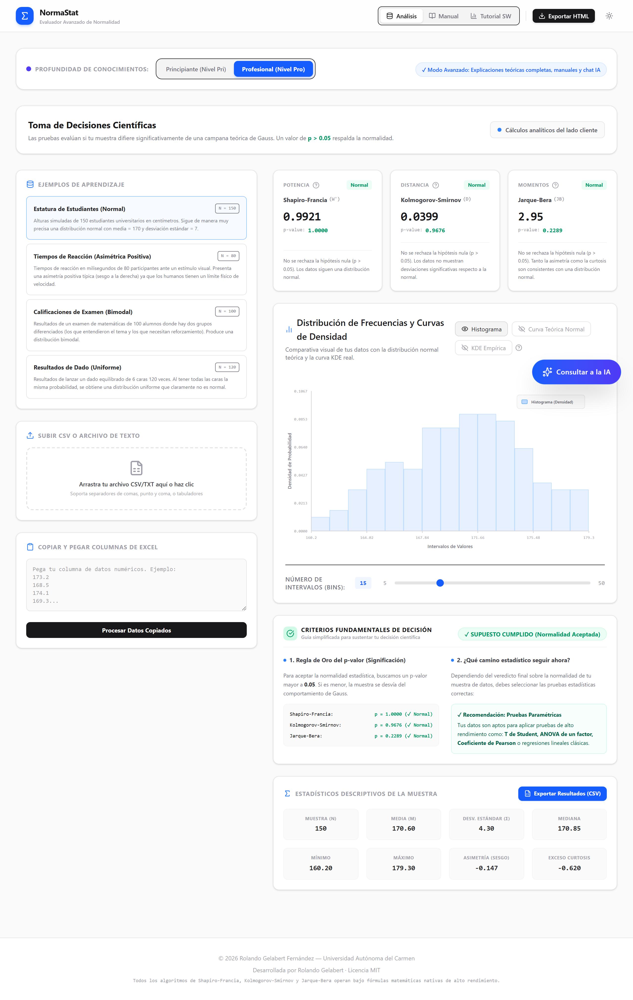 NormaStat
Evaluador Avanzado de Normalidad
Análisis
Manual
Tutorial SW
Exportar HTML
PROFUNDIDAD DE CONOCIMIENTOS:
Principiante (Nivel Pri)
Profesional (Nivel Pro)
✓ Modo Avanzado: Explicaciones teóricas completas, manuales y chat IA
Toma de Decisiones Científicas
Las pruebas evalúan si tu muestra difiere significativamente de una campana teórica de Gauss. Un valor de p > 0.05 respalda la normalidad.
Cálculos analíticos del lado cliente
EJEMPLOS DE APRENDIZAJE
Estatura de Estudiantes (Normal)
N = 150
Alturas simuladas de 150 estudiantes universitarios en centímetros. Sigue de manera muy
precisa una distribución normal con media = 170 y desviación estándar = 7.
Tiempos de Reacción (Asimétrica Positiva)
N = 80
Tiempos de reacción en milisegundos de 80 participantes ante un estímulo visual. Presenta
una asimetría positiva típica (sesgo a la derecha) ya que los humanos tienen un límite físico de
velocidad.
Calificaciones de Examen (Bimodal)
N = 100
Resultados de un examen de matemáticas de 100 alumnos donde hay dos grupos
diferenciados (los que entendieron el tema y los que necesitan reforzamiento). Produce una
distribución bimodal.
Resultados de Dado (Uniforme)
N = 120
Resultados de lanzar un dado equilibrado de 6 caras 120 veces. Al tener todas las caras la
misma probabilidad, se obtiene una distribución uniforme que claramente no es normal.
SUBIR CSV O ARCHIVO DE TEXTO
Arrastra tu archivo CSV/TXT aquí o haz clic
Soporta separadores de comas, punto y coma, o tabuladores
COPIAR Y PEGAR COLUMNAS DE EXCEL
Pega tu columna de datos numéricos. Ejemplo:
173.2
168.5
174.1
169.3...
Procesar Datos Copiados
POTENCIA
Normal
Shapiro-Francia (W')
0.9921
p-value: 1.0000
No se rechaza la hipótesis nula (p >
0.05). Los datos siguen una distribución
normal.
DISTANCIA
Normal
Kolmogorov-Smirnov (D)
0.0399
p-value: 0.9676
No se rechaza la hipótesis nula (p >
0.05). Los datos no muestran
desviaciones significativas respecto a la
normal.
MOMENTOS
Normal
Jarque-Bera (JB)
2.95
p-value: 0.2289
No se rechaza la hipótesis nula (p >
0.05). Tanto la asimetría como la curtosis
son consistentes con una distribución
normal.
Distribución de Frecuencias y Curvas
de Densidad
Comparativa visual de tus datos con la distribución normal
teórica y la curva KDE real.
Histograma
Curva Teórica Normal
KDE Empírica
Consultar a la IA
Histograma (Densidad)
Densidad de Probabilidad
0.1067
0.0853
0.0640
0.0427
0.0213
0.0000
160.2
164.02
167.84
171.66
175.48
179.3
Intervalos de Valores
NÚMERO DE
INTERVALOS (BINS):
15
5
50
CRITERIOS FUNDAMENTALES DE DECISIÓN
Guía simplificada para sustentar tu decisión científica
✓ SUPUESTO CUMPLIDO (Normalidad Aceptada)
1. Regla de Oro del p-valor (Significación)
Para aceptar la normalidad estadística, buscamos un p-valor
mayor a 0.05. Si es menor, la muestra se desvía del
comportamiento de Gauss.
Shapiro-Francia: p = 1.0000 (✓ Normal)
Kolmogorov-Smirnov: p = 0.9676 (✓ Normal)
Jarque-Bera: p = 0.2289 (✓ Normal)
2. ¿Qué camino estadístico seguir ahora?
Dependiendo del veredicto final sobre la normalidad de tu
muestra de datos, debes seleccionar las pruebas estadísticas
correctas:
✓ Recomendación: Pruebas Paramétricas
Tus datos son aptos para aplicar pruebas de alto
rendimiento como: T de Student, ANOVA de un factor,
Coeficiente de Pearson o regresiones lineales clásicas.
Σ ESTADÍSTICOS DESCRIPTIVOS DE LA MUESTRA
Exportar Resultados (CSV)
MUESTRA (N)
150
MEDIA (M)
170.60
DESV. ESTÁNDAR (Σ)
4.30
MEDIANA
170.85
MÍNIMO
160.20
MÁXIMO
179.30
ASIMETRÍA (SESGO)
-0.147
EXCESO CURTOSIS
-0.620
© 2026 Rolando Gelabert Fernández — Universidad Autónoma del Carmen
Desarrollada por Rolando Gelabert · Licencia MIT
Todos los algoritmos de Shapiro-Francia, Kolmogorov-Smirnov y Jarque-Bera operan bajo fórmulas matemáticas nativas de alto rendimiento.